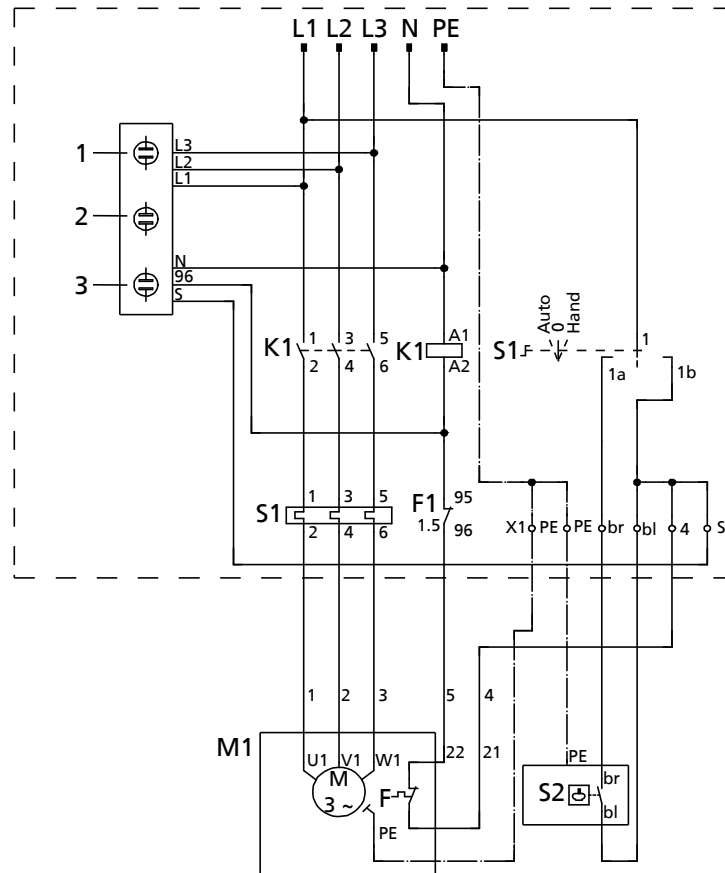 L1 L2 L3 N PE
1
L3
L2
L1
2
N
3
96
S
Auto
0
Hand
K1
1 3 5
2 4 6
K1
A1
A2
S1
1
1a
1b
S1
1 3 5
2 4 6
F1
1.5
95
96
X1 PE PE br bl 4 S
1 2 3 5 4
M1
22 21
U1 V1 W1
M
3 ~
F
PE
PE
S2
br
bl